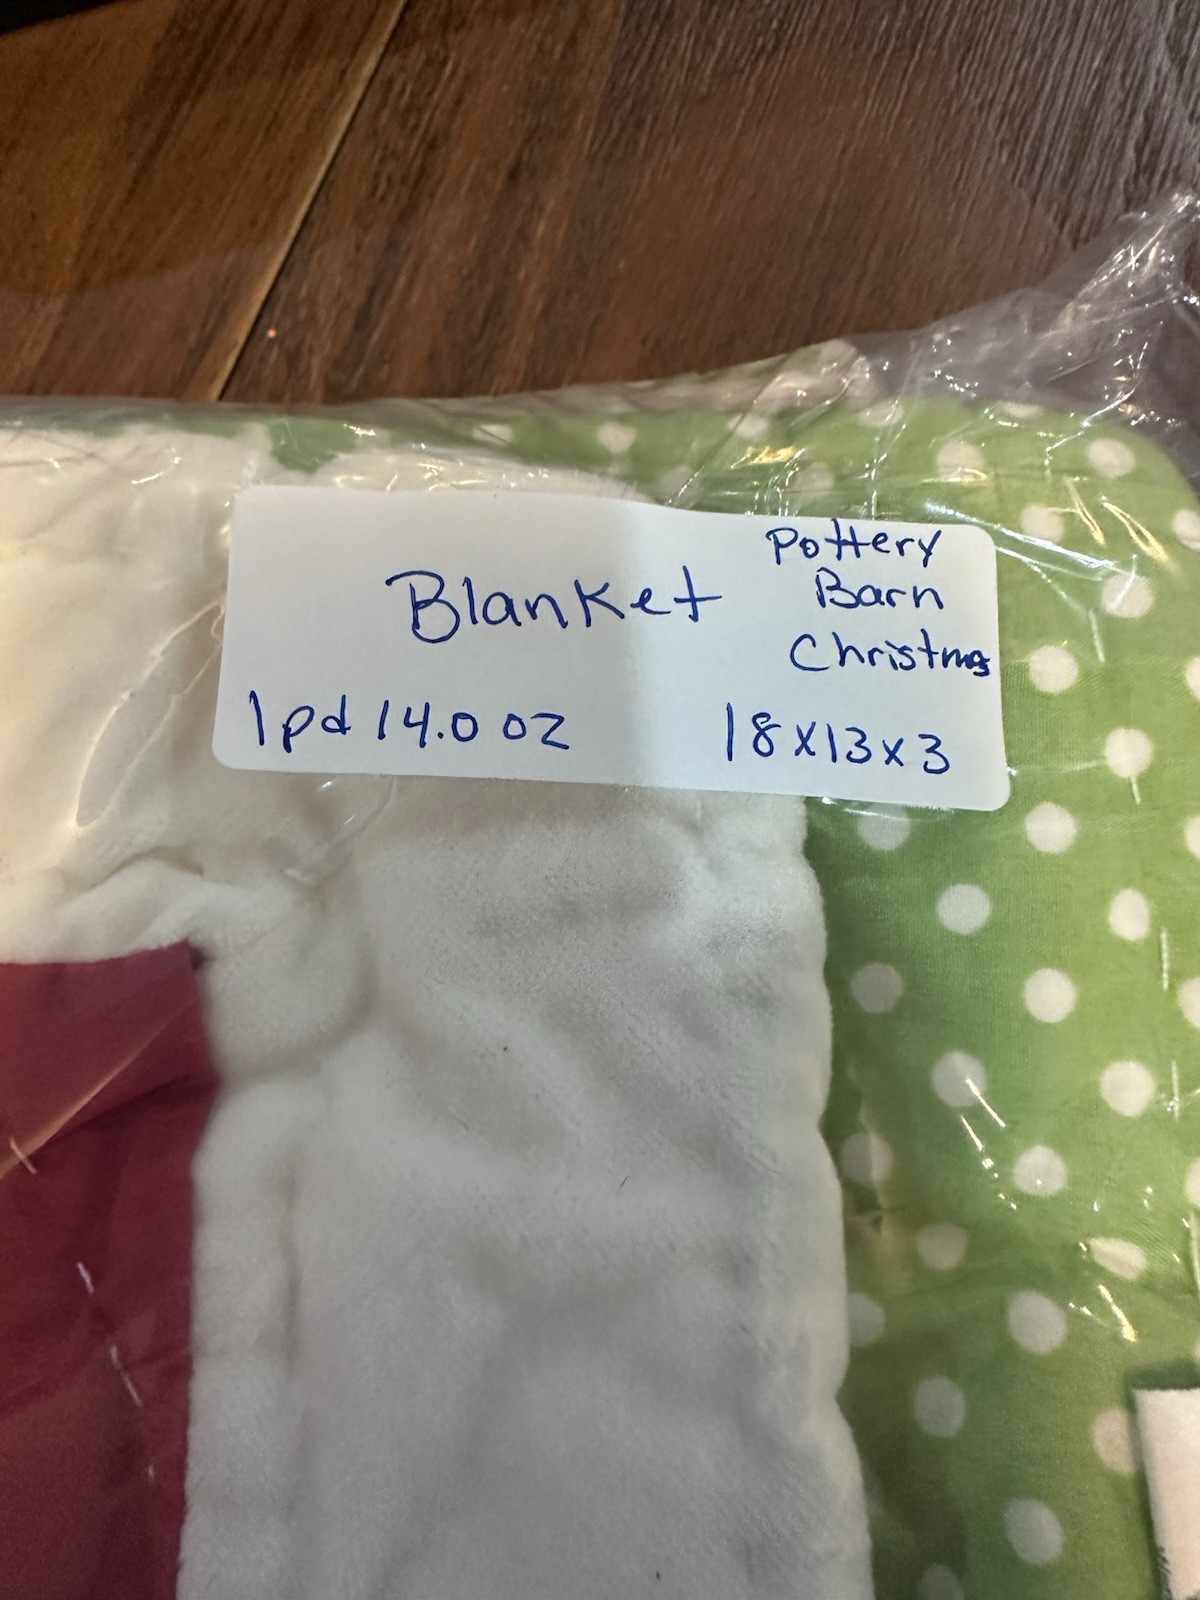 Blanket
Pottery
Barn
Christmas
1pd 14.0 oz
18x13x3